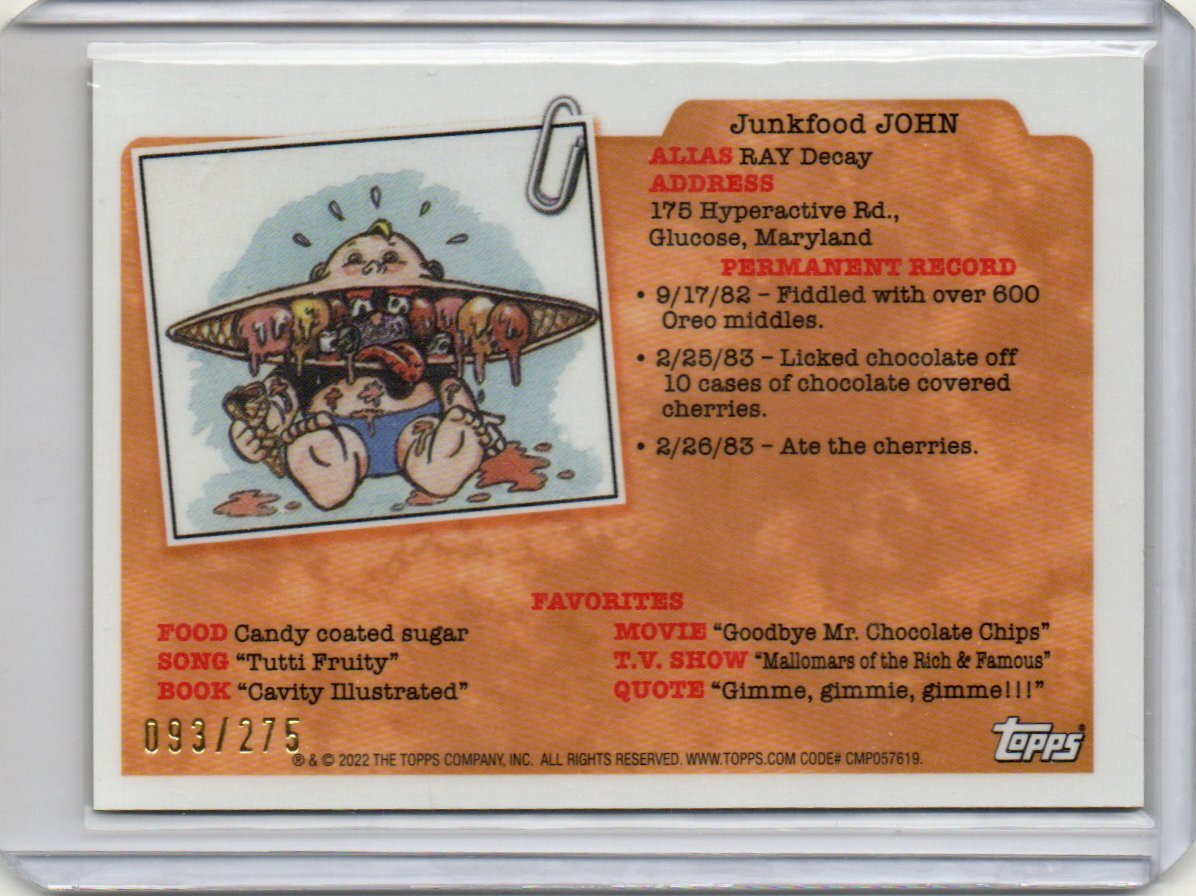 Junkfood JOHN
ALIAS RAY Decay
ADDRESS
175 Hyperactive Rd.,
Glucose, Maryland
PERMANENT RECORD
• 9/17/82 – Fiddled with over 600
Oreo middles.
• 2/25/83 – Licked chocolate off
10 cases of chocolate covered
cherries.
• 2/26/83 – Ate the cherries.
FAVORITES
FOOD Candy coated sugar
SONG “Tutti Fruity”
BOOK “Cavity Illustrated”
MOVIE “Goodbye Mr. Chocolate Chips”
T.V. SHOW “Mallomars of the Rich & Famous”
QUOTE “Gimme, gimmie, gimme!!!”
093/275
® & © 2022 THE TOPPS COMPANY, INC. ALL RIGHTS RESERVED. WWW.TOPPS.COM CODE# CMP057619.
topps®